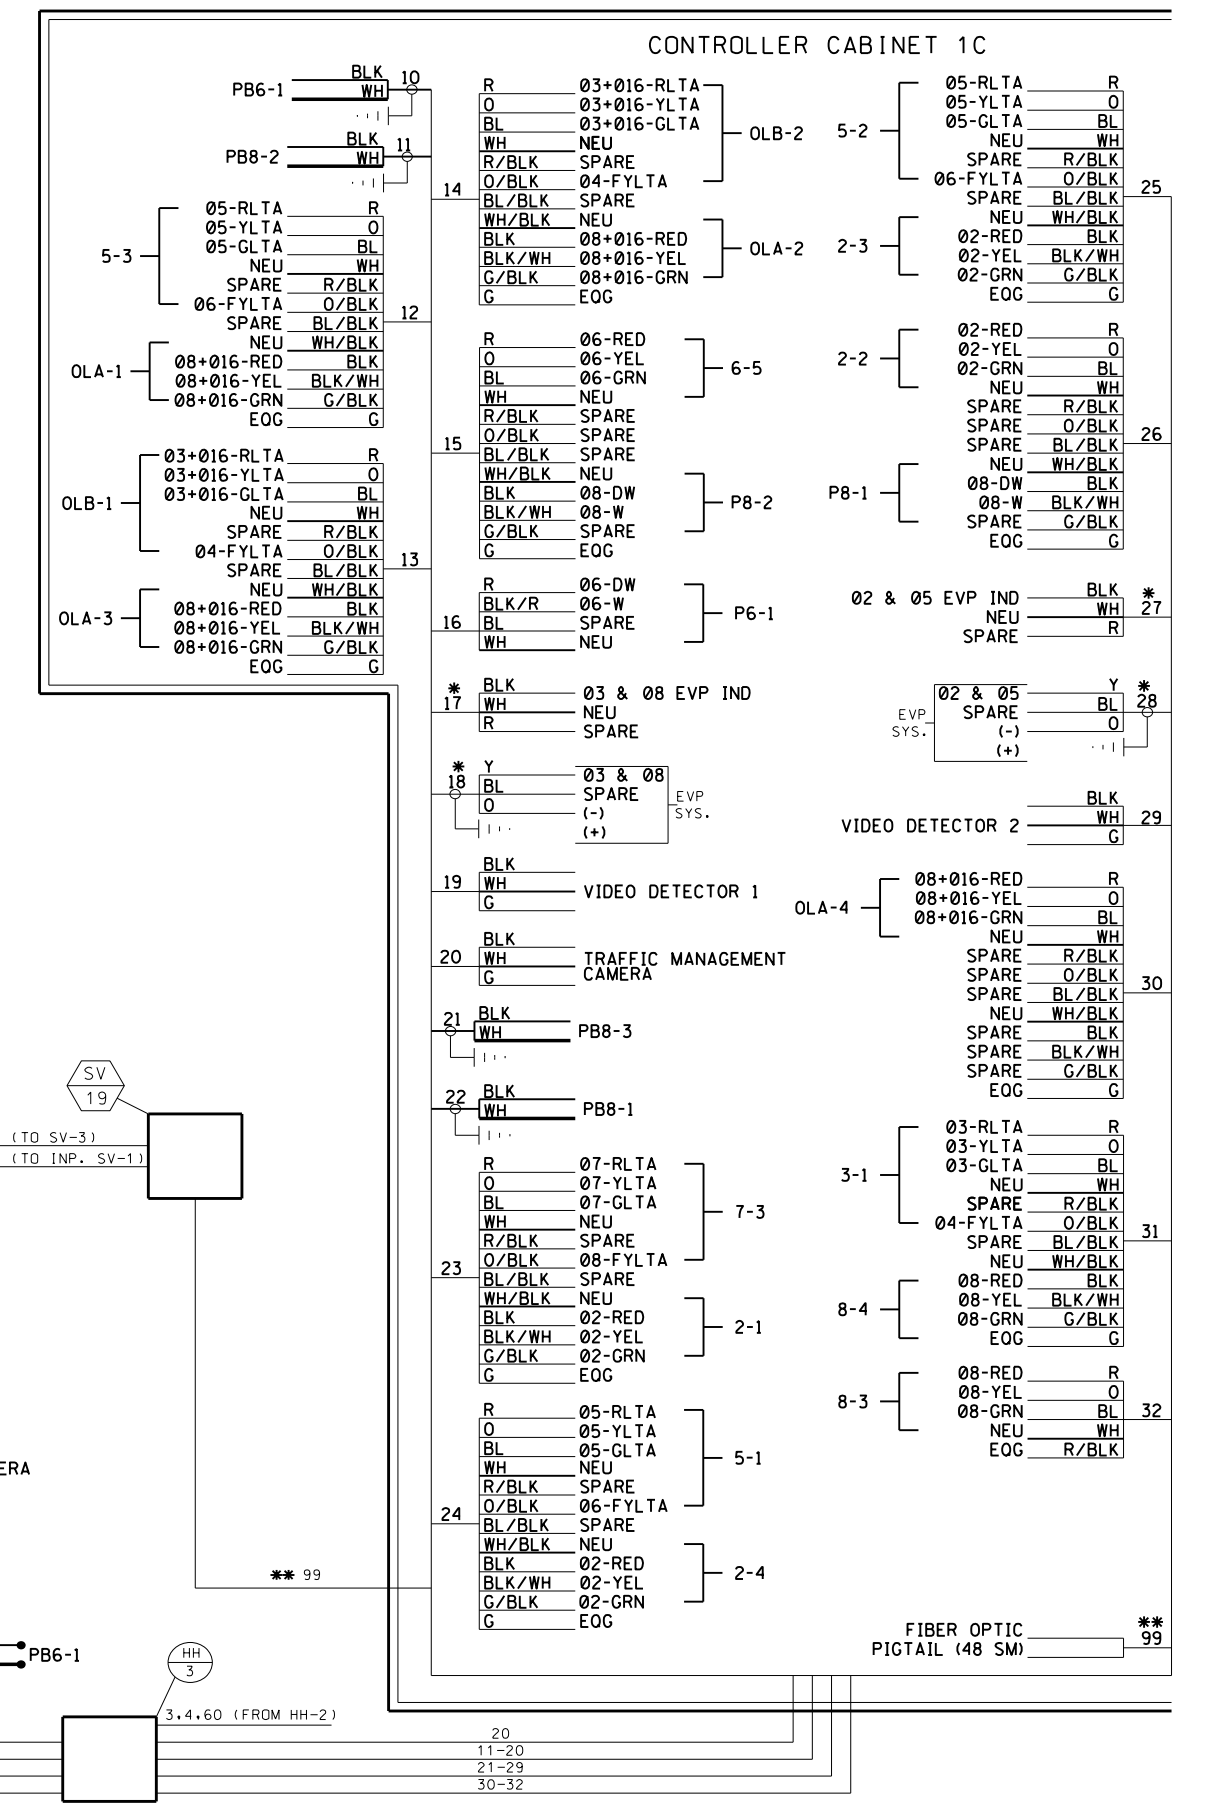 CONTROLLER CABINET 1C
PB6-1
BLK
WH
10
PB8-2
BLK
WH
11
5-3
05-RLTA R
05-YLTA O
05-GLTA BL
NEU WH
SPARE R/BLK
06-FYLTA O/BLK
SPARE BL/BLK
NEU WH/BLK
OLA-1
08+016-RED BLK
08+016-YEL BLK/WH
08+016-GRN G/BLK
EQG G
12
OLB-1
03+016-RLTA R
03+016-YLTA O
03+016-GLTA BL
NEU WH
SPARE R/BLK
04-FYLTA O/BLK
SPARE BL/BLK
NEU WH/BLK
OLA-3
08+016-RED BLK
08+016-YEL BLK/WH
08+016-GRN G/BLK
EQG G
13
14
R 03+016-RLTA
O 03+016-YLTA
BL 03+016-GLTA
WH NEU
R/BLK SPARE
O/BLK 04-FYLTA
BL/BLK SPARE
WH/BLK NEU
BLK 08+016-RED
BLK/WH 08+016-YEL
G/BLK 08+016-GRN
G EQG
OLB-2
OLA-2
15
R 06-RED
O 06-YEL
BL 06-GRN
WH NEU
R/BLK SPARE
O/BLK SPARE
BL/BLK SPARE
WH/BLK NEU
BLK 08-DW
BLK/WH 08-W
G/BLK SPARE
G EQG
6-5
P8-2
16
R 06-DW
BLK/R 06-W
BL SPARE
WH NEU
P6-1
*
17
BLK 03 & 08 EVP IND
WH NEU
R SPARE
*
18
Y 03 & 08
BL SPARE
O (-)
(+)
EVP
SYS.
19
BLK
WH VIDEO DETECTOR 1
G
20
BLK
WH TRAFFIC MANAGEMENT
G CAMERA
21
BLK
WH
PB8-3
22
BLK
WH
PB8-1
23
R 07-RLTA
O 07-YLTA
BL 07-GLTA
WH NEU
R/BLK SPARE
O/BLK 08-FYLTA
BL/BLK SPARE
WH/BLK NEU
BLK 02-RED
BLK/WH 02-YEL
G/BLK 02-GRN
G EQG
7-3
2-1
24
R 05-RLTA
O 05-YLTA
BL 05-GLTA
WH NEU
R/BLK SPARE
O/BLK 06-FYLTA
BL/BLK SPARE
WH/BLK NEU
BLK 02-RED
BLK/WH 02-YEL
G/BLK 02-GRN
G EQG
5-1
2-4
5-2
05-RLTA R
05-YLTA O
05-GLTA BL
NEU WH
SPARE R/BLK
06-FYLTA O/BLK
SPARE BL/BLK
NEU WH/BLK
2-3
02-RED BLK
02-YEL BLK/WH
02-GRN G/BLK
EQG G
25
2-2
02-RED R
02-YEL O
02-GRN BL
NEU WH
SPARE R/BLK
SPARE O/BLK
SPARE BL/BLK
NEU WH/BLK
P8-1
08-DW BLK
08-W BLK/WH
SPARE G/BLK
EQG G
26
02 & 05 EVP IND BLK
NEU WH
SPARE R
*
27
EVP
SYS.
02 & 05 Y
SPARE BL
(-) O
(+)
*
28
BLK
VIDEO DETECTOR 2 WH
G
29
OLA-4
08+016-RED R
08+016-YEL O
08+016-GRN BL
NEU WH
SPARE R/BLK
SPARE O/BLK
SPARE BL/BLK
NEU WH/BLK
SPARE BLK
SPARE BLK/WH
SPARE G/BLK
EQG G
30
3-1
03-RLTA R
03-YLTA O
03-GLTA BL
NEU WH
SPARE R/BLK
04-FYLTA O/BLK
SPARE BL/BLK
NEU WH/BLK
8-4
08-RED BLK
08-YEL BLK/WH
08-GRN G/BLK
EQG G
31
8-3
08-RED R
08-YEL O
08-GRN BL
NEU WH
EQG R/BLK
32
FIBER OPTIC
PIGTAIL (48 SM)
**
99
SV
19
(TO SV-3)
(TO INP. SV-1)
ERA
** 99
PB6-1
HH
3
3,4,60 (FROM HH-2)
20
11-20
21-29
30-32